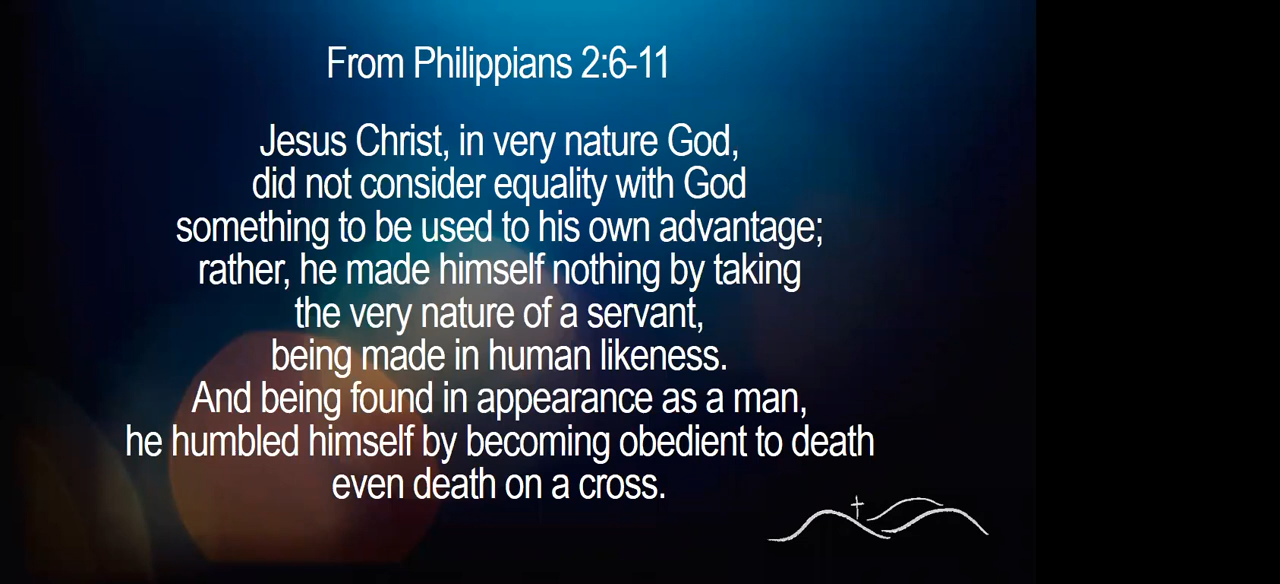 From Philippians 2:6-11
Jesus Christ, in very nature God,
did not consider equality with God
something to be used to his own advantage;
rather, he made himself nothing by taking
the very nature of a servant,
being made in human likeness.
And being found in appearance as a man,
he humbled himself by becoming obedient to death
even death on a cross.